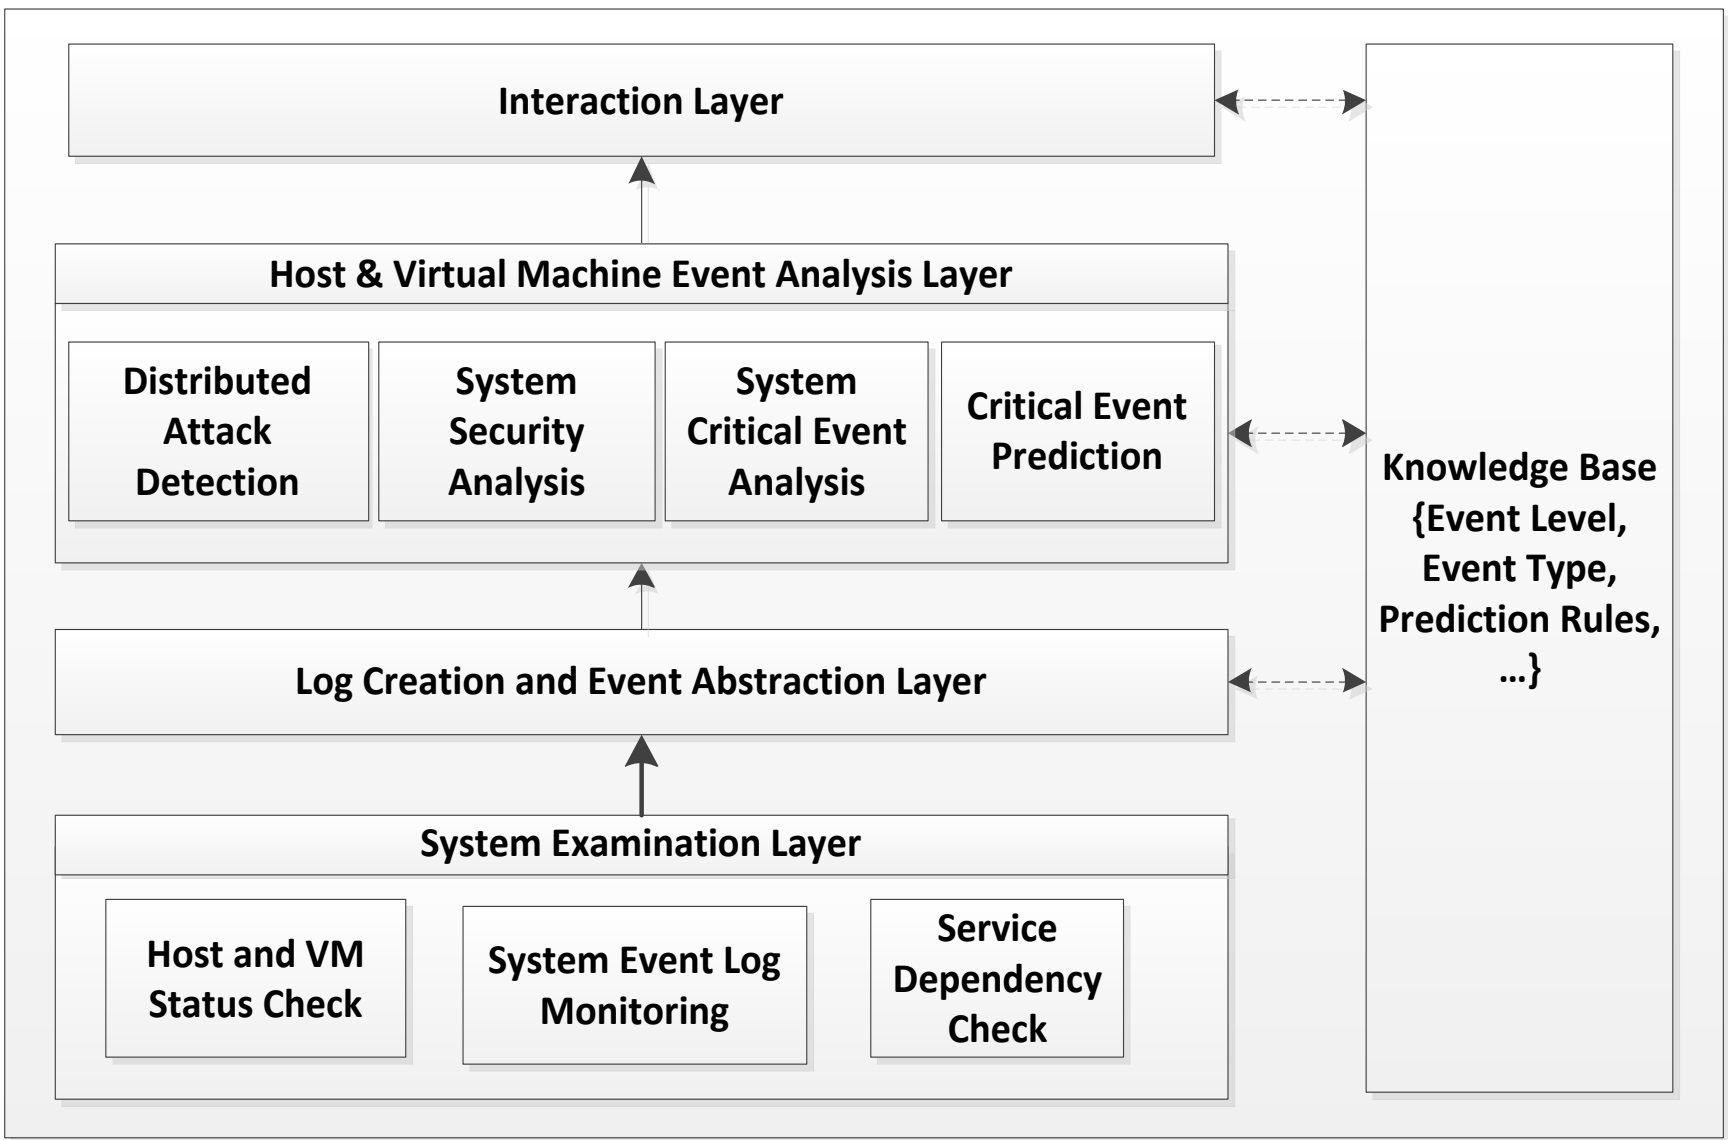 Interaction Layer
Host & Virtual Machine Event Analysis Layer
Distributed
Attack
Detection
System
Security
Analysis
System
Critical Event
Analysis
Critical Event
Prediction
Log Creation and Event Abstraction Layer
System Examination Layer
Host and VM
Status Check
System Event Log
Monitoring
Service
Dependency
Check
Knowledge Base
{Event Level,
Event Type,
Prediction Rules,
...}